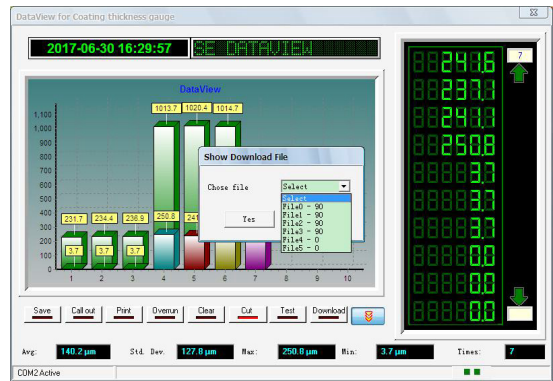 DataView for Coating thickness gauge
2017-06-30 16:29:57
SE DATAVIEW
DataView
1,100
1,000
900
800
700
600
500
400
300
200
100
0
1013.7 1020.4 1014.7
231.7 234.4 238.9 250.8 241
3.7 3.7 3.7
1 2 3 4 5 6 7 8 9 10
Show Download File
Chose file
Select
Select
File0 - 90
File1 - 90
File2 - 90
File3 - 90
File4 - 0
File5 - 0
Yes
241.6
231.1
241.1
250.8
3.7
3.7
3.7
0.0
0.0
0.0
7
Save Call out Print Overrun Clear Cut Test Download
Avg: 140.2 µm Std. Dev. 127.8 µm Max: 250.8 µm Min: 3.7 µm Times: 7
COM2 Active